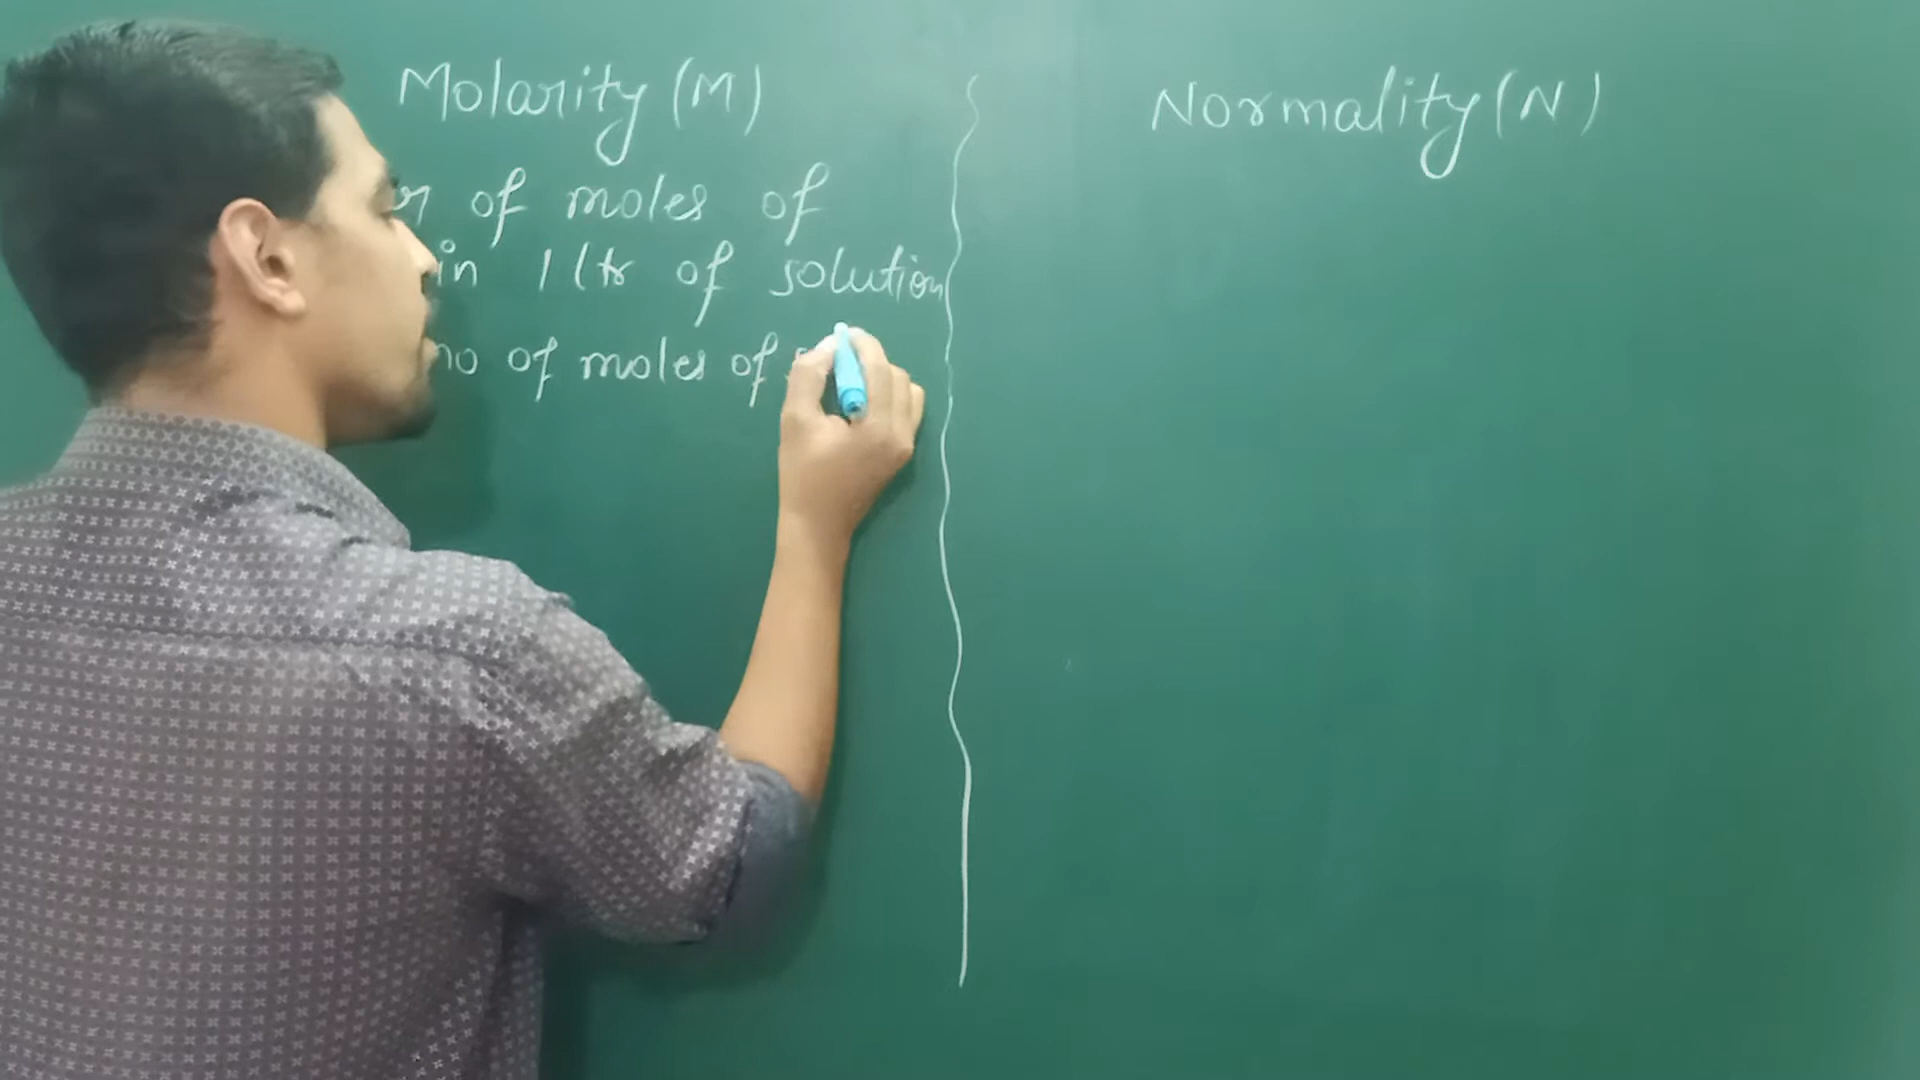 Molarity (M)
of moles of
in 1 ltr of solution
no of moles of
Normality (N)